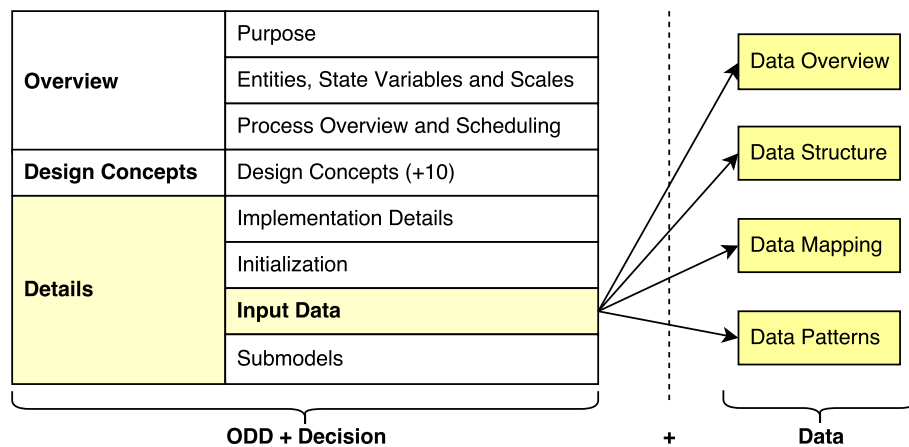 Overview
Purpose
Entities, State Variables and Scales
Process Overview and Scheduling
Design Concepts
Design Concepts (+10)
Details
Implementation Details
Initialization
Input Data
Submodels
Data Overview
Data Structure
Data Mapping
Data Patterns
ODD + Decision
+
Data